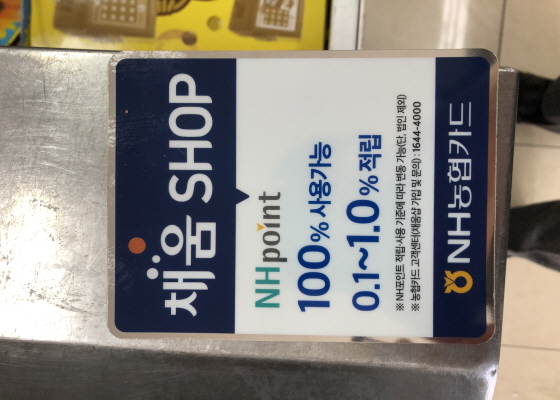 채움 SHOP
NH point
100% 사용가능
0.1~1.0% 적립
※ NH포인트 적립·사용 기준에 따라 변동 가능(단, 법인 제외)
※ 농협카드 고객센터(채움샵 가입 및 문의) : 1644-4000
NH농협카드